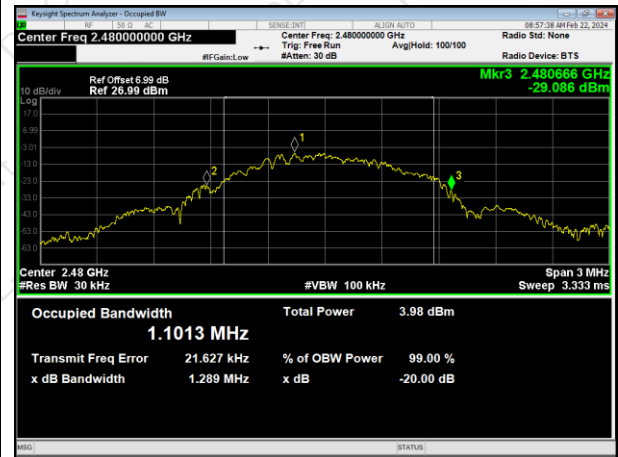 Keysight Spectrum Analyzer - Occupied BW
RF 50 Ω AC SENSE:INT ALIGN AUTO 08:57:38 AM Feb 22, 2024
Center Freq 2.480000000 GHz Center Freq: 2.480000000 GHz Radio Std: None
Trig: Free Run Avg|Hold: 100/100
#IFGain:Low #Atten: 30 dB Radio Device: BTS
Mkr3 2.480666 GHz
-29.086 dBm
Ref Offset 6.99 dB
10 dB/div Ref 26.99 dBm
Log
17.0
6.99
-3.01
-13.0
-23.0
-33.0
-43.0
-53.0
-63.0
1
2
3
Center 2.48 GHz Span 3 MHz
#Res BW 30 kHz #VBW 100 kHz Sweep 3.333 ms
Occupied Bandwidth Total Power 3.98 dBm
1.1013 MHz
Transmit Freq Error 21.627 kHz % of OBW Power 99.00 %
x dB Bandwidth 1.289 MHz x dB -20.00 dB
MSG STATUS